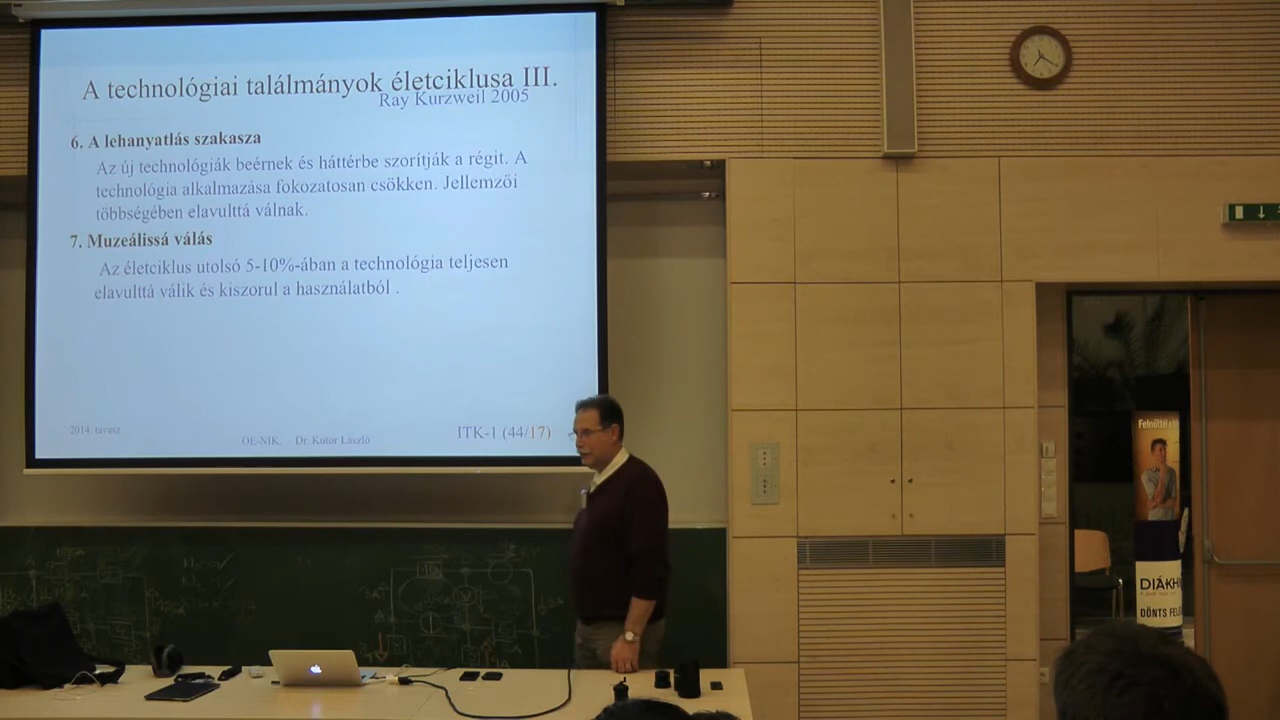 A technológiai találmányok életciklusa III.
Ray Kurzweil 2005
6. A lehanyatlás szakasza
Az új technológiák beérnek és háttérbe szorítják a régit. A
technológia alkalmazása fokozatosan csökken. Jellemzői
többségében elavulttá válnak.
7. Muzeálissá válás
Az életciklus utolsó 5-10%-ában a technológia teljesen
elavulttá válik és kiszorul a használatból .
2014. tavasz
OE-NIK, Dr. Kutor László
ITK-1 (44/17)
Felnőttél
DIÁKH
DÖNTS FEL